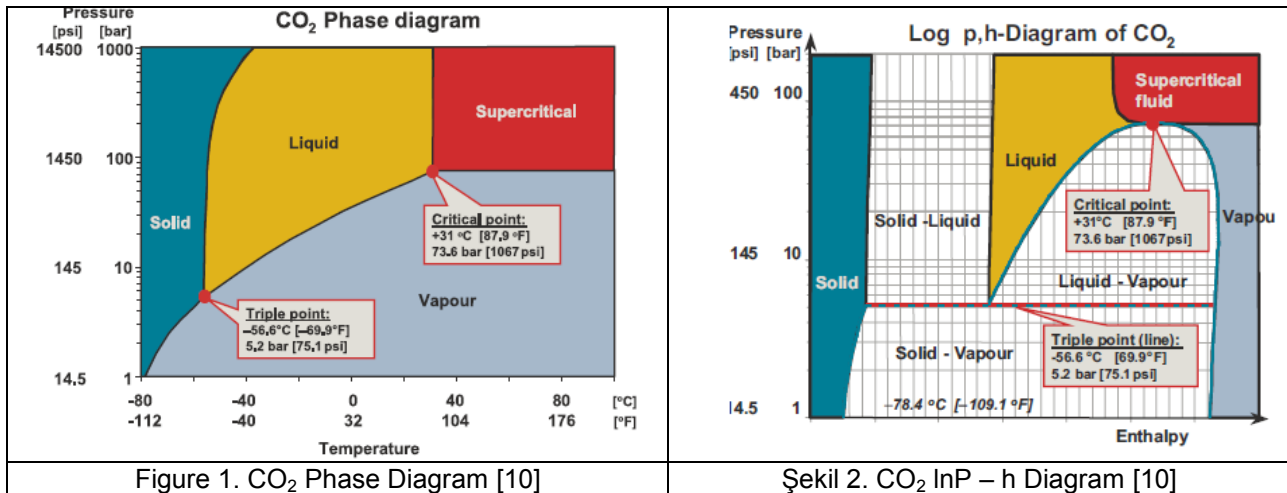 CO₂ Phase diagram
Pressure
[psi] [bar]
14500 1000
1450 100
145 10
14.5 1
Solid
Liquid
Supercritical
Vapour
Critical point:
+31 °C [87.9 °F]
73.6 bar [1067 psi]
Triple point:
–56.6°C [–69.9°F]
5.2 bar [75.1 psi]
-80 -40 0 40 80 [°C]
-112 -40 32 104 176 [°F]
Temperature
Figure 1. CO₂ Phase Diagram [10]
Log p,h-Diagram of CO₂
Pressure
[psi] [bar]
450 100
145 10
4.5 1
Supercritical
fluid
Liquid
Critical point:
+31°C [87.9 °F]
73.6 bar [1067psi]
Solid -Liquid
Vapou
Solid
Liquid - Vapour
Triple point (line):
-56.6 °C [69.9°F]
5.2 bar [75.1 psi]
Solid - Vapour
–78.4 °C [–109.1 °F]
Enthalpy
Şekil 2. CO₂ lnP – h Diagram [10]